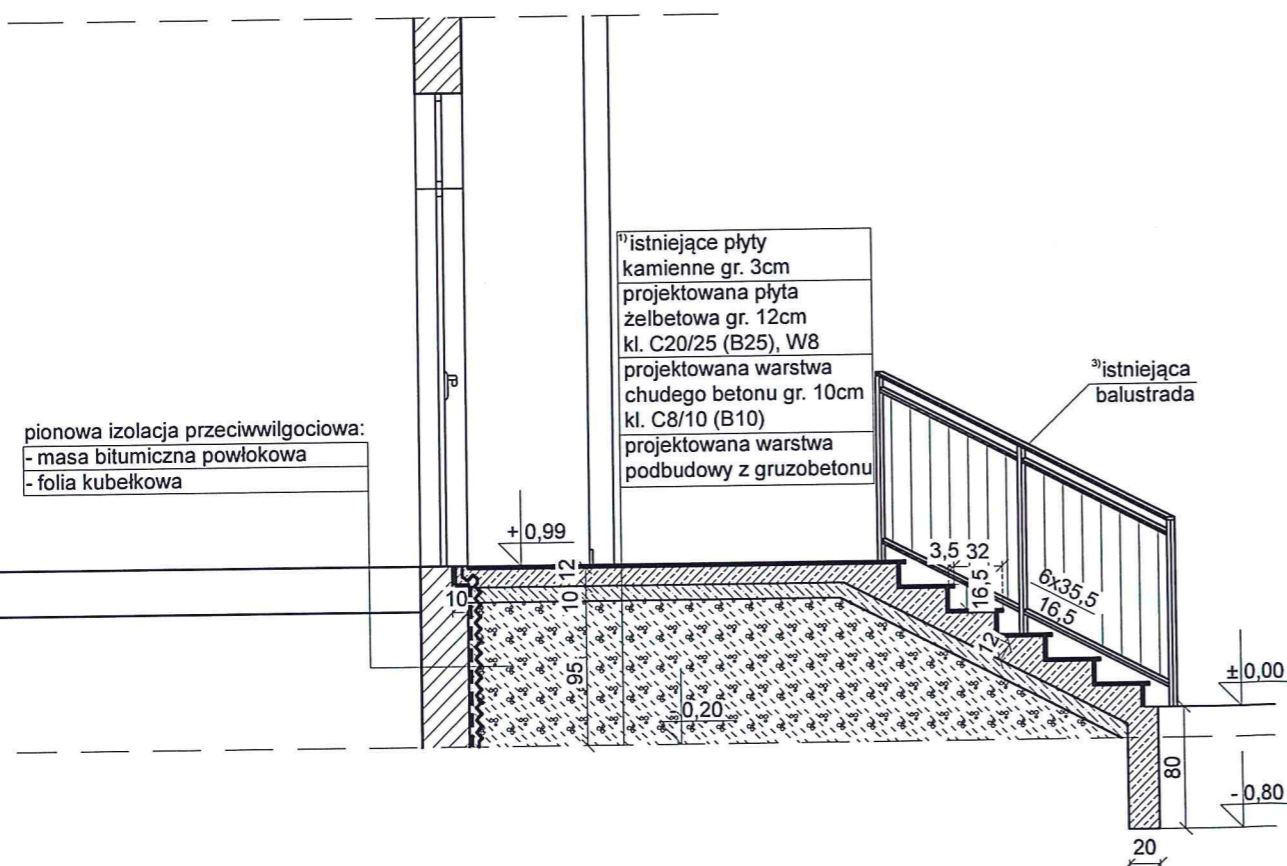 ¹⁾istniejące płyty
kamienne gr. 3cm
projektowana płyta
żelbetowa gr. 12cm
kl. C20/25 (B25), W8
projektowana warstwa
chudego betonu gr. 10cm
kl. C8/10 (B10)
projektowana warstwa
podbudowy z gruzobetonu
³⁾istniejąca
balustrada
pionowa izolacja przeciwwilgociowa:
- masa bitumiczna powłokowa
- folia kubełkowa
+0,99
12
10
10
95
0,20
3,5 32
16,5
6x35,5
16,5
12
±0,00
80
- 0,80
20